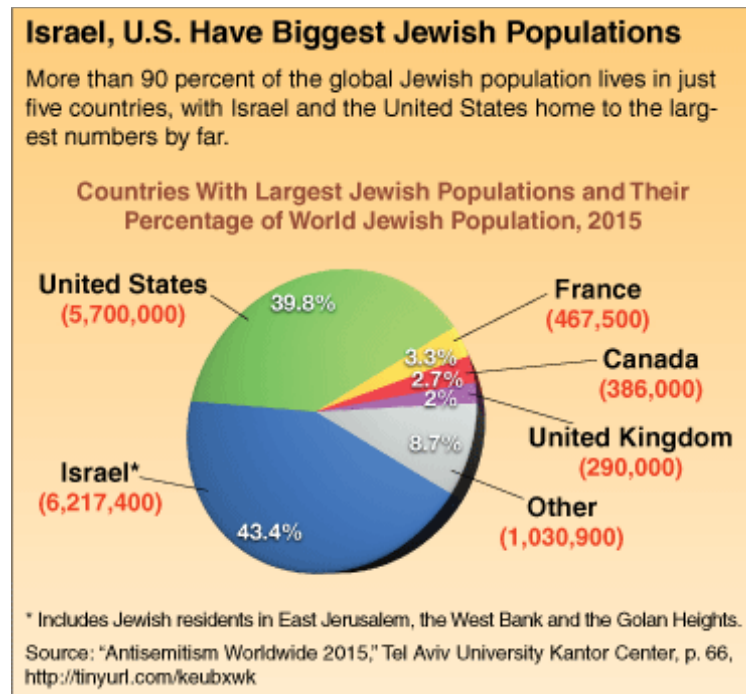 Israel, U.S. Have Biggest Jewish Populations
More than 90 percent of the global Jewish population lives in just
five countries, with Israel and the United States home to the larg-
est numbers by far.
Countries With Largest Jewish Populations and Their
Percentage of World Jewish Population, 2015
United States
(5,700,000)
39.8%
France
(467,500)
3.3%
Canada
(386,000)
2.7%
United Kingdom
(290,000)
2%
Other
(1,030,900)
8.7%
Israel*
(6,217,400)
43.4%
* Includes Jewish residents in East Jerusalem, the West Bank and the Golan Heights.
Source: “Antisemitism Worldwide 2015,” Tel Aviv University Kantor Center, p. 66,
http://tinyurl.com/keubxwk